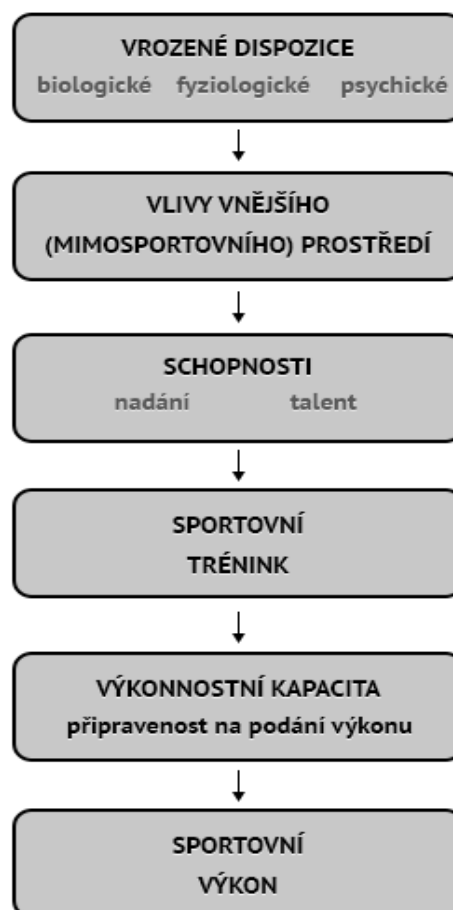 VROZENÉ DISPOZICE
biologické fyziologické psychické
VLIVY VNĚJŠÍHO
(MIMOSPORTOVNÍHO) PROSTŘEDÍ
SCHOPNOSTI
nadání talent
SPORTOVNÍ
TRÉNINK
VÝKONNOSTNÍ KAPACITA
připravenost na podání výkonu
SPORTOVNÍ
VÝKON